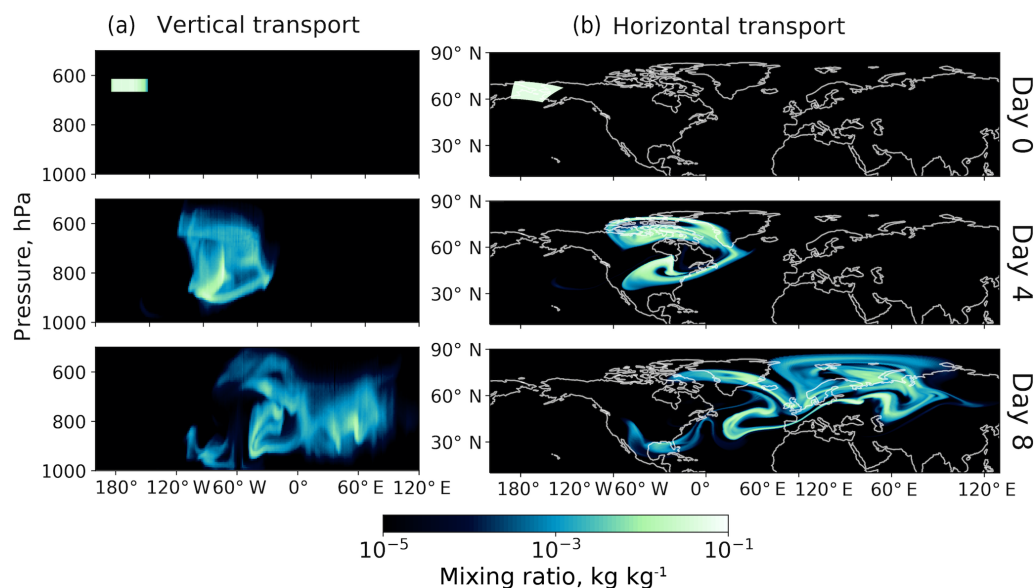 (a) Vertical transport
(b) Horizontal transport
600
800
1000
90° N
60° N
30° N
Day 0
600
800
1000
90° N
60° N
30° N
Day 4
Pressure, hPa
600
800
1000
90° N
60° N
30° N
Day 8
180° 120° W 60° W 0° 60° E 120° E
180° 120° W 60° W 0° 60° E 120° E
10⁻⁵ 10⁻³ 10⁻¹
Mixing ratio, kg kg⁻¹